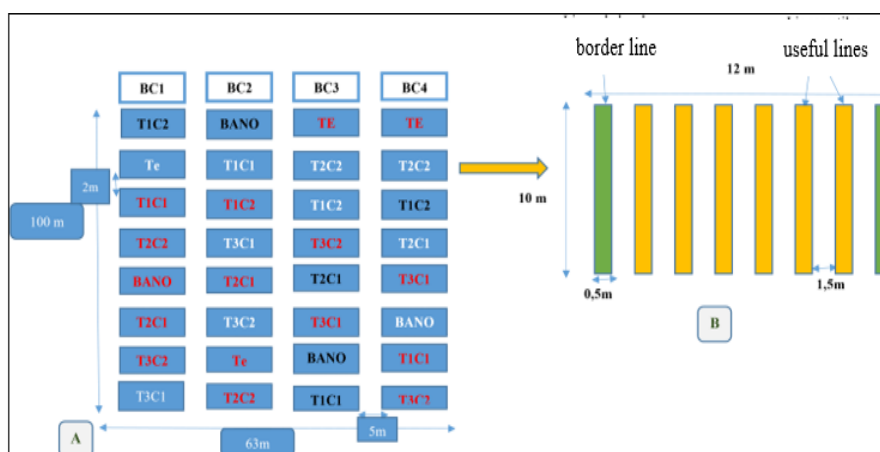 border line
useful lines
12 m
BC1 BC2 BC3 BC4
T1C2 BANO TE TE
Te T1C1 T2C2 T2C2
2m
T1C1 T1C2 T1C2 T1C2
100 m
10 m
T2C2 T3C1 T3C2 T2C1
BANO T2C1 T2C1 T3C1
0,5m
1,5m
T2C1 T3C2 T3C1 BANO
B
T3C2 Te BANO T1C1
T3C1 T2C2 T1C1 T3C2
A
5m
63m